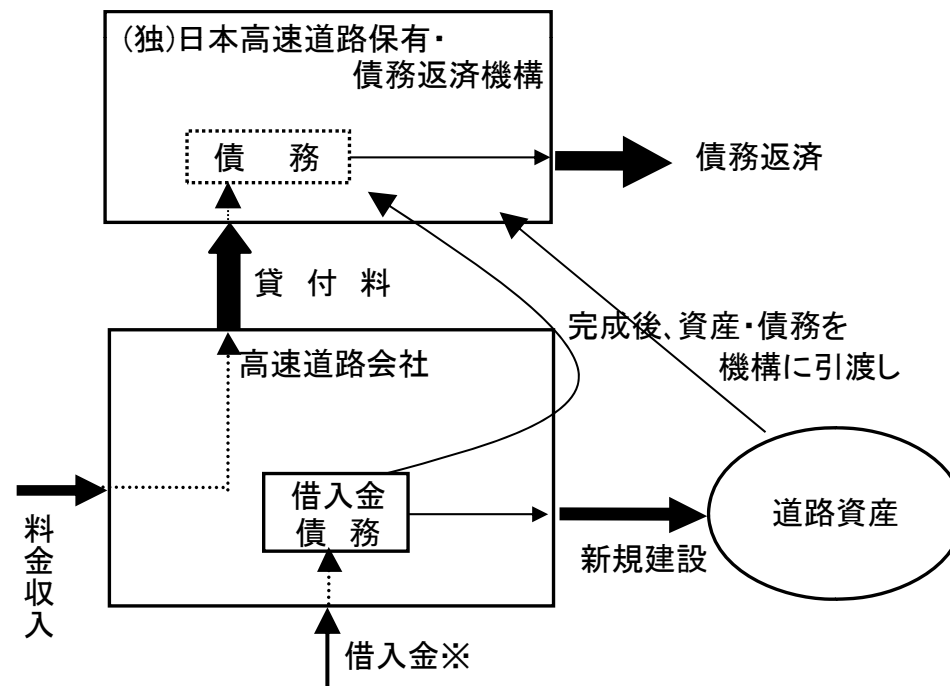 (独)日本高速道路保有・
債務返済機構
債　務
債務返済
貸　付　料
完成後、資産・債務を
機構に引渡し
高速道路会社
借入金
債　務
道路資産
料金収入
新規建設
借入金※